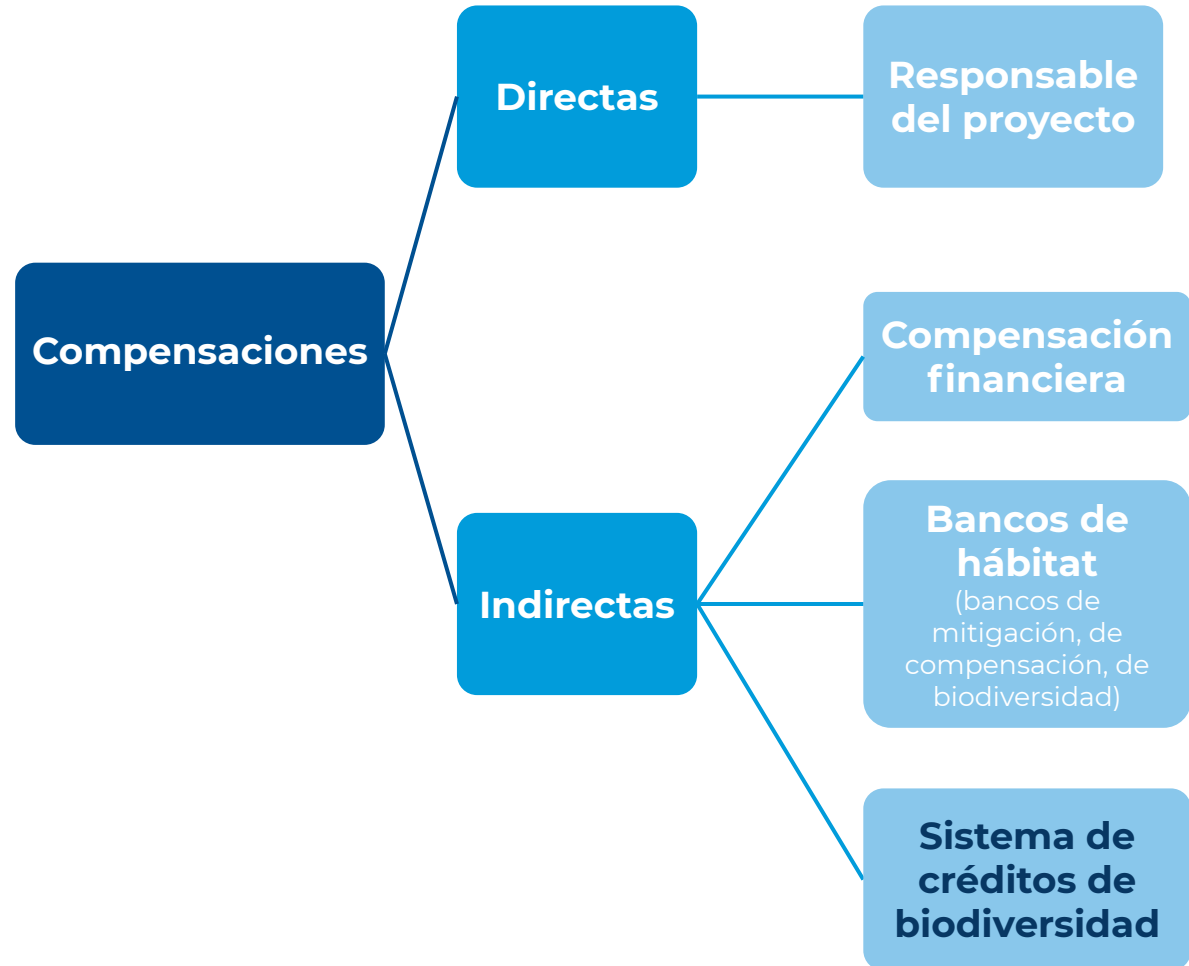 Compensaciones
Directas
Responsable
del proyecto
Indirectas
Compensación
financiera
Bancos de
hábitat
(bancos de
mitigación, de
compensación, de
biodiversidad)
Sistema de
créditos de
biodiversidad